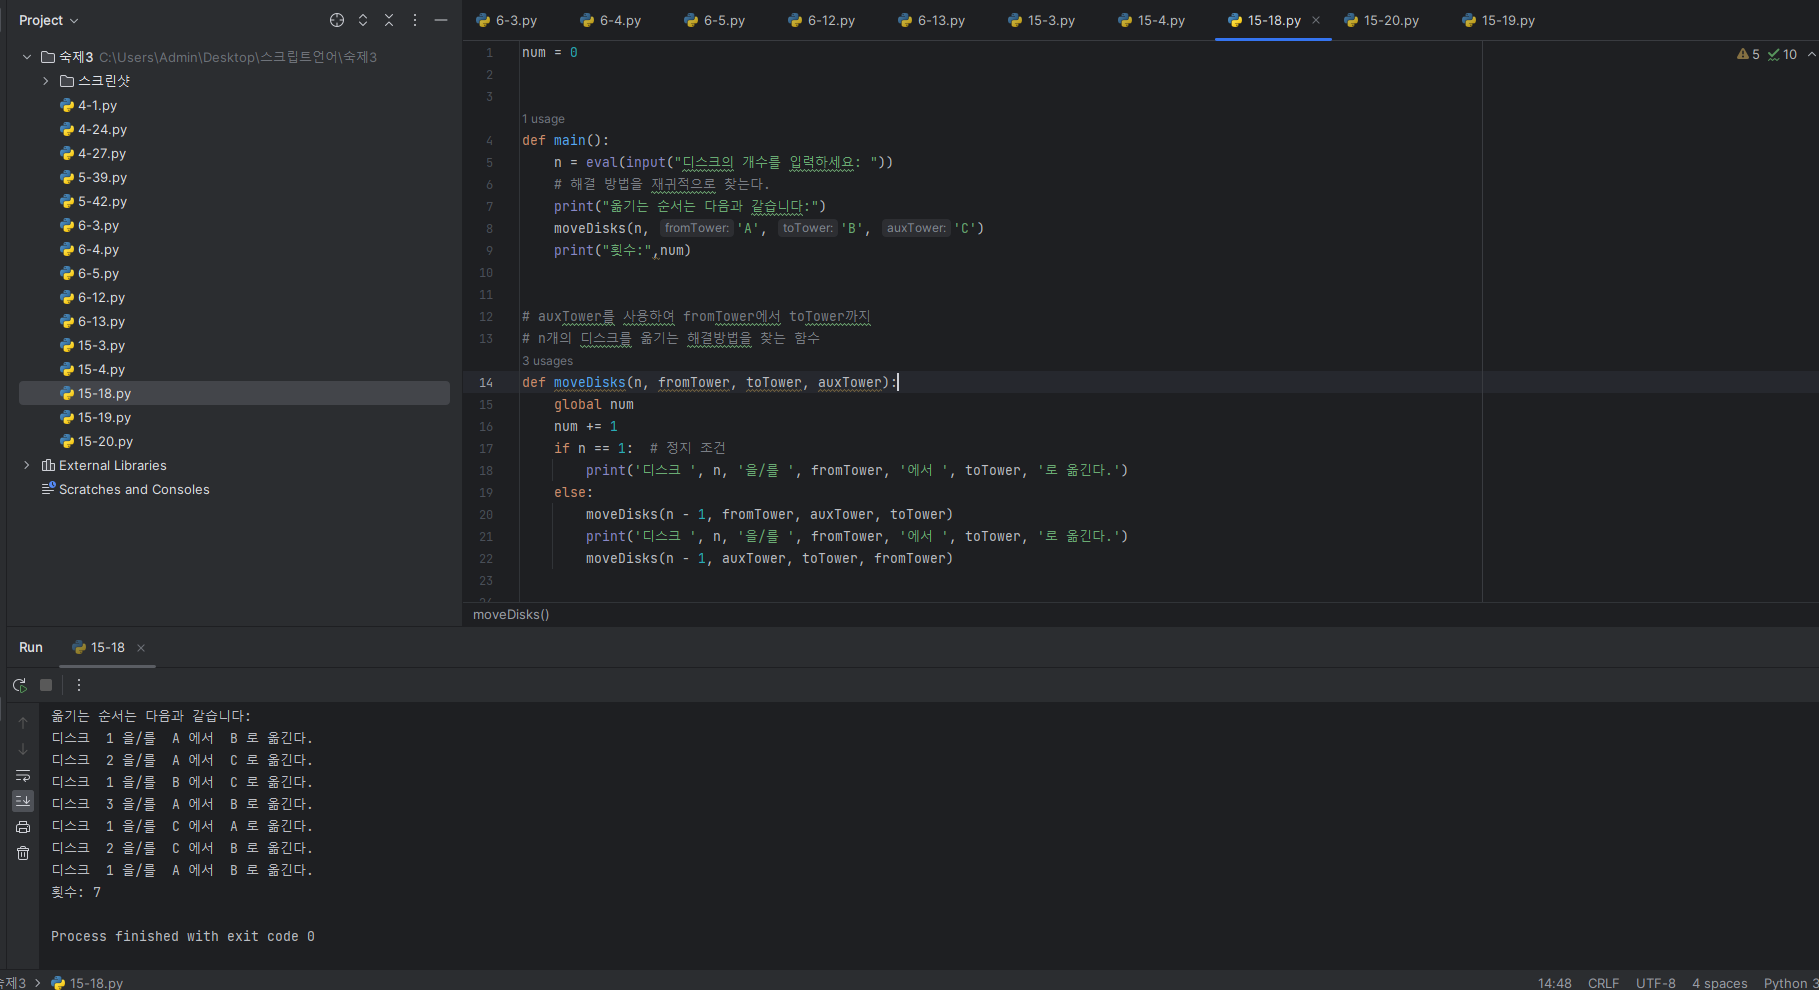 Project
숙제3 C:\Users\Admin\Desktop\스크립트언어\숙제3
스크린샷
4-1.py
4-24.py
4-27.py
5-39.py
5-42.py
6-3.py
6-4.py
6-5.py
6-12.py
6-13.py
15-3.py
15-4.py
15-18.py
15-19.py
15-20.py
External Libraries
Scratches and Consoles
6-3.py 6-4.py 6-5.py 6-12.py 6-13.py 15-3.py 15-4.py 15-18.py 15-20.py 15-19.py
5 10
1 num = 0
2
3
1 usage
4 def main():
5 n = eval(input("디스크의 개수를 입력하세요: "))
6 # 해결 방법을 재귀적으로 찾는다.
7 print("옮기는 순서는 다음과 같습니다:")
8 moveDisks(n, fromTower: 'A', toTower: 'B', auxTower: 'C')
9 print("횟수:",num)
10
11
12 # auxTower를 사용하여 fromTower에서 toTower까지
13 # n개의 디스크를 옮기는 해결방법을 찾는 함수
3 usages
14 def moveDisks(n, fromTower, toTower, auxTower):
15 global num
16 num += 1
17 if n == 1: # 정지 조건
18 print('디스크 ', n, '을/를 ', fromTower, '에서 ', toTower, '로 옮긴다.')
19 else:
20 moveDisks(n - 1, fromTower, auxTower, toTower)
21 print('디스크 ', n, '을/를 ', fromTower, '에서 ', toTower, '로 옮긴다.')
22 moveDisks(n - 1, auxTower, toTower, fromTower)
23
moveDisks()
Run 15-18
옮기는 순서는 다음과 같습니다:
디스크 1 을/를 A 에서 B 로 옮긴다.
디스크 2 을/를 A 에서 C 로 옮긴다.
디스크 1 을/를 B 에서 C 로 옮긴다.
디스크 3 을/를 A 에서 B 로 옮긴다.
디스크 1 을/를 C 에서 A 로 옮긴다.
디스크 2 을/를 C 에서 B 로 옮긴다.
디스크 1 을/를 A 에서 B 로 옮긴다.
횟수: 7
Process finished with exit code 0
숙제3 15-18.py 14:48 CRLF UTF-8 4 spaces Python